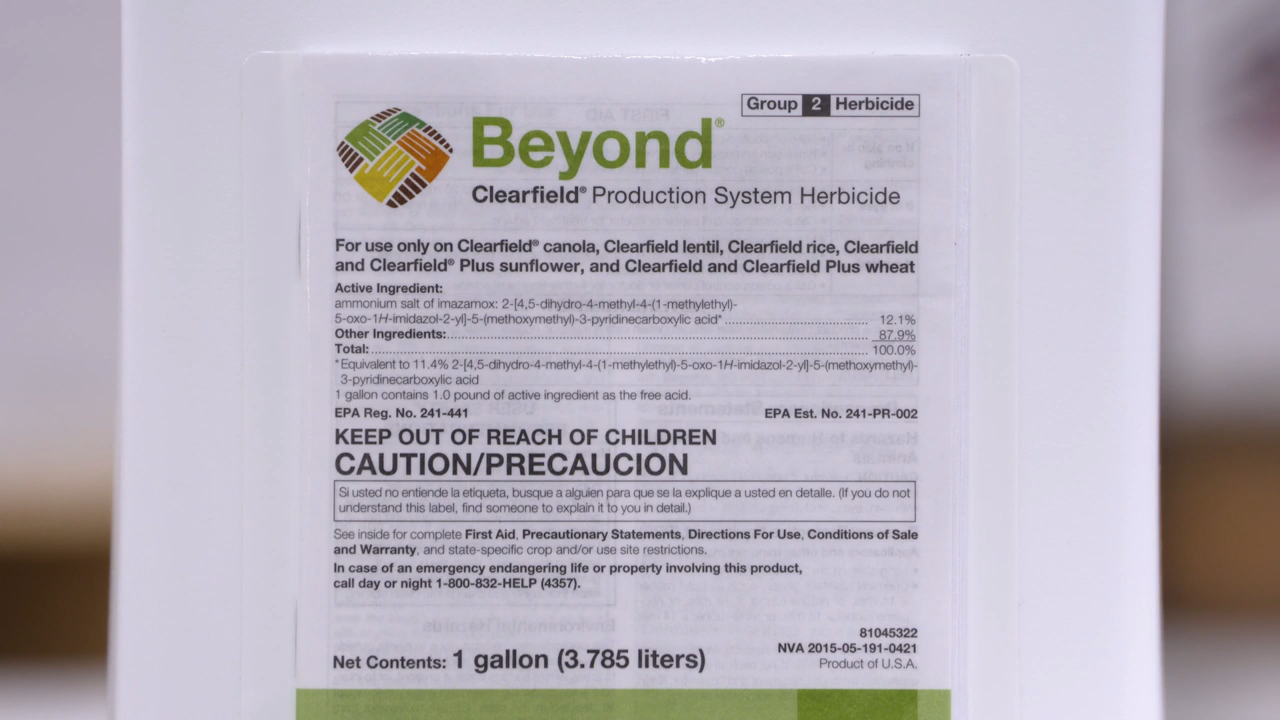 Group 2 Herbicide
Beyond®
Clearfield® Production System Herbicide
For use only on Clearfield® canola, Clearfield lentil, Clearfield rice, Clearfield
and Clearfield® Plus sunflower, and Clearfield and Clearfield Plus wheat
Active Ingredient:
ammonium salt of imazamox: 2-[4,5-dihydro-4-methyl-4-(1-methylethyl)-
5-oxo-1H-imidazol-2-yl]-5-(methoxymethyl)-3-pyridinecarboxylic acid* 12.1%
Other Ingredients: 87.9%
Total: 100.0%
*Equivalent to 11.4% 2-[4,5-dihydro-4-methyl-4-(1-methylethyl)-5-oxo-1H-imidazol-2-yl]-5-(methoxymethyl)-
3-pyridinecarboxylic acid
1 gallon contains 1.0 pound of active ingredient as the free acid.
EPA Reg. No. 241-441 EPA Est. No. 241-PR-002
KEEP OUT OF REACH OF CHILDREN
CAUTION/PRECAUCION
Si usted no entiende la etiqueta, busque a alguien para que se la explique a usted en detalle. (If you do not
understand this label, find someone to explain it to you in detail.)
See inside for complete First Aid, Precautionary Statements, Directions For Use, Conditions of Sale
and Warranty, and state-specific crop and/or use site restrictions.
In case of an emergency endangering life or property involving this product,
call day or night 1-800-832-HELP (4357).
81045322
NVA 2015-05-191-0421
Product of U.S.A.
Net Contents: 1 gallon (3.785 liters)